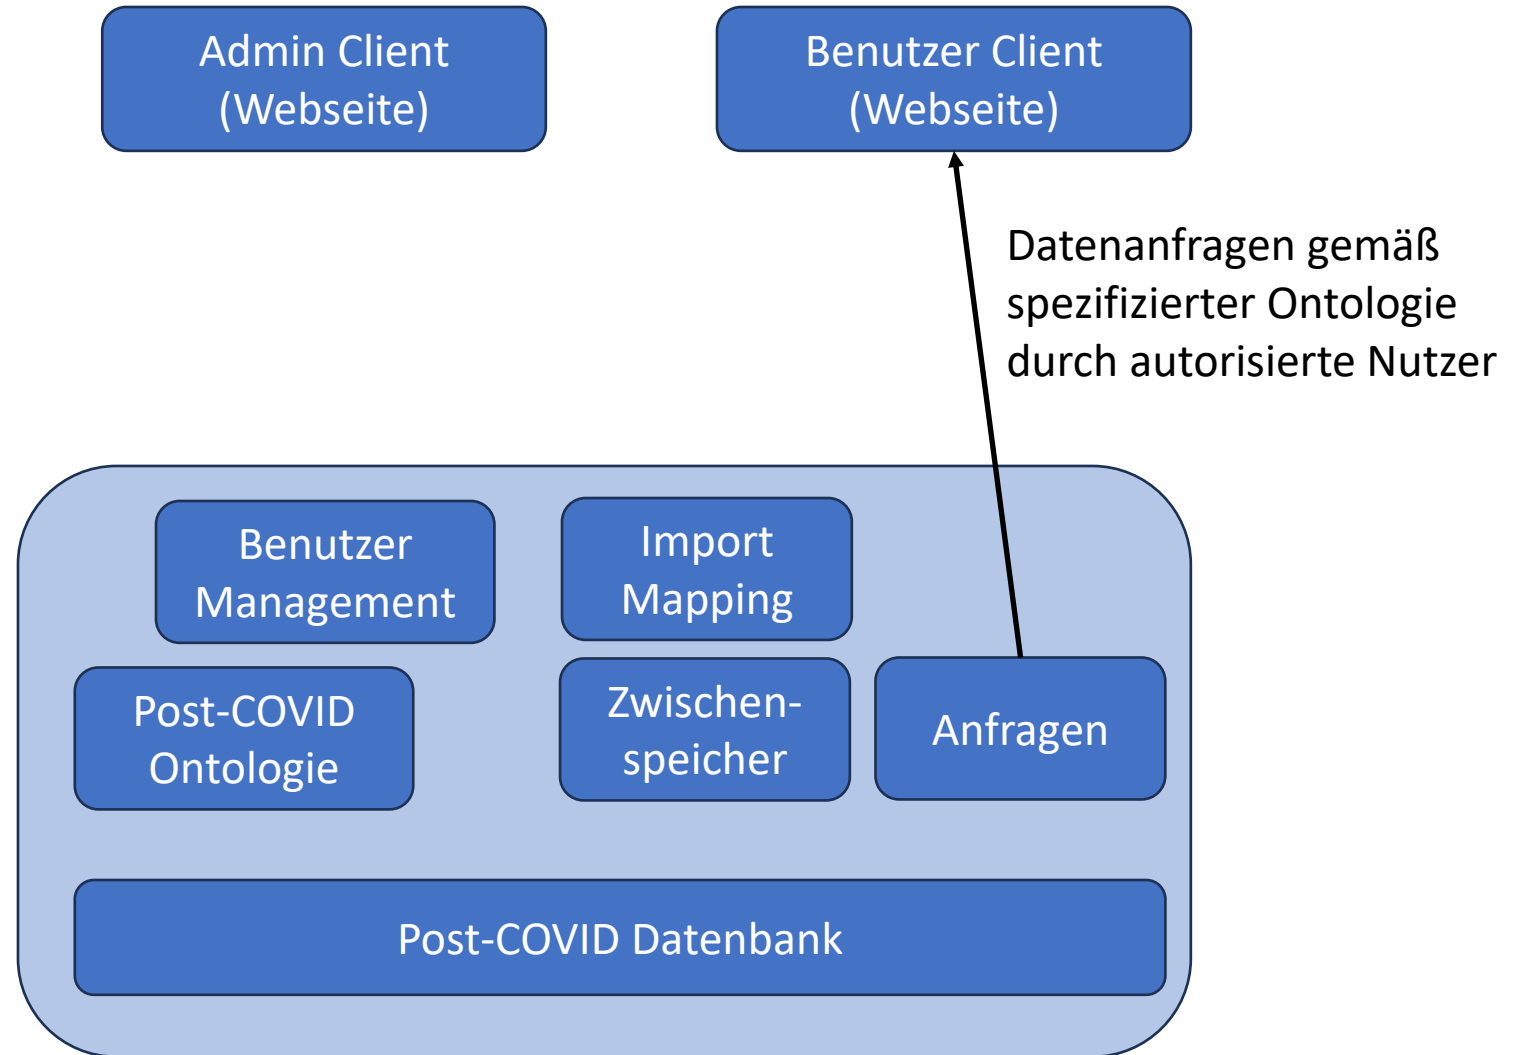 Admin Client
(Webseite)
Benutzer Client
(Webseite)
Datenanfragen gemäß
spezifizierter Ontologie
durch autorisierte Nutzer
Benutzer
Management
Import
Mapping
Post-COVID
Ontologie
Zwischen-
speicher
Anfragen
Post-COVID Datenbank